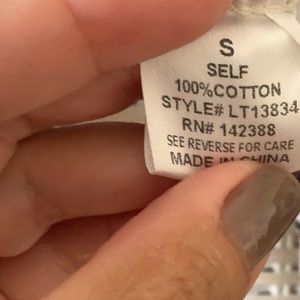 S
SELF
100%COTTON
STYLE# LT13834
RN# 142388
SEE REVERSE FOR CARE
MADE IN CHINA